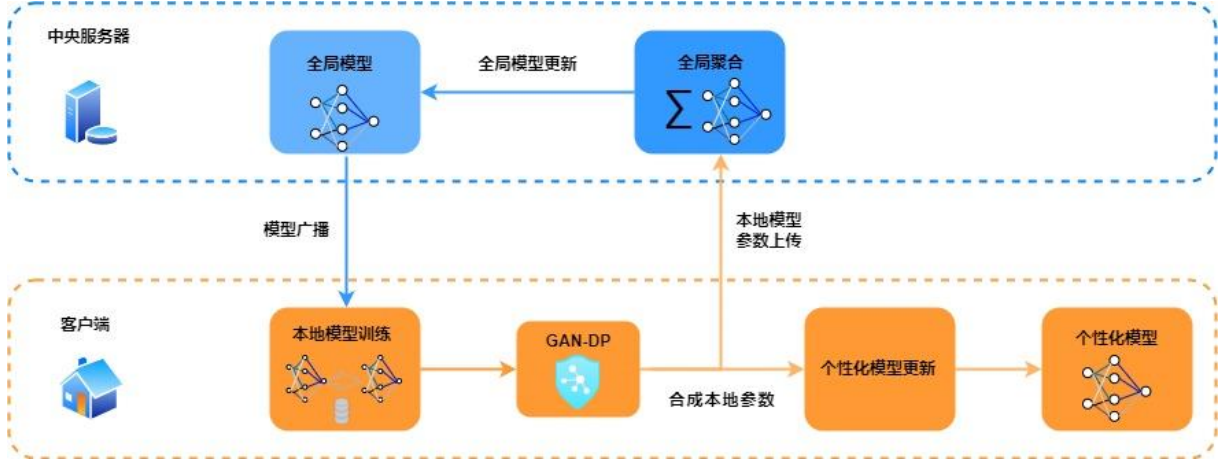 中央服务器
全局模型
全局模型更新
全局聚合
Σ
模型广播
本地模型
参数上传
客户端
本地模型训练
GAN-DP
合成本地参数
个性化模型更新
个性化模型